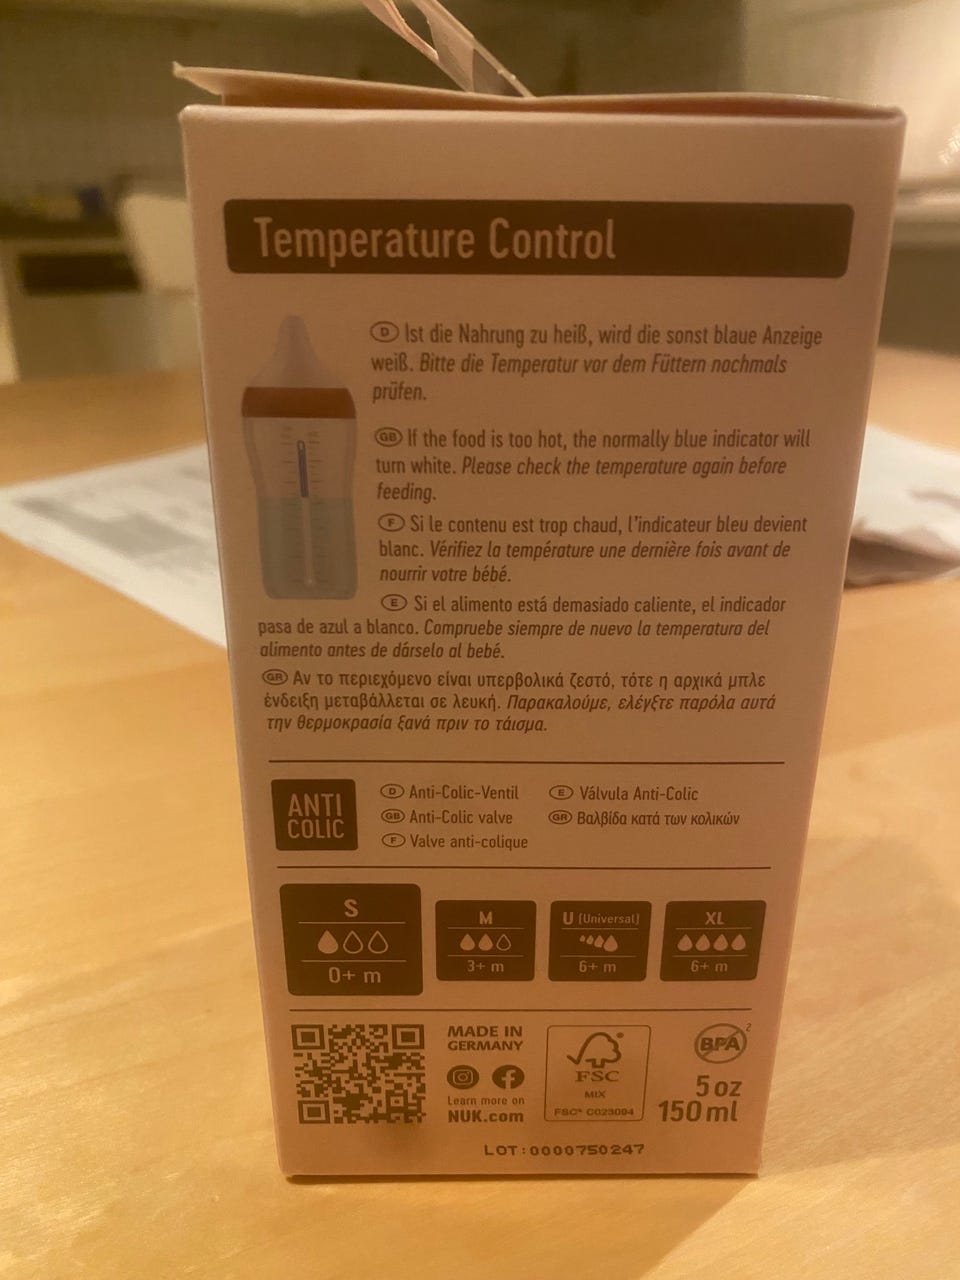 Temperature Control
D Ist die Nahrung zu heiß, wird die sonst blaue Anzeige
weiß. Bitte die Temperatur vor dem Füttern nochmals
prüfen.
GB If the food is too hot, the normally blue indicator will
turn white. Please check the temperature again before
feeding.
F Si le contenu est trop chaud, l'indicateur bleu devient
blanc. Vérifiez la température une dernière fois avant de
nourrir votre bébé.
E Si el alimento está demasiado caliente, el indicador
pasa de azul a blanco. Compruebe siempre de nuevo la temperatura del
alimento antes de dárselo al bebé.
GR Αν το περιεχόμενο είναι υπερβολικά ζεστό, τότε η αρχικά μπλε
ένδειξη μεταβάλλεται σε λευκή. Παρακαλούμε, ελέγξτε παρόλα αυτά
την θερμοκρασία ξανά πριν το τάισμα.
ANTI
COLIC
D Anti-Colic-Ventil
GB Anti-Colic valve
F Valve anti-colique
E Válvula Anti-Colic
GR Βαλβίδα κατά των κολικών
S
0+ m
M
3+ m
U (Universal)
6+ m
XL
6+ m
MADE IN
GERMANY
Learn more on
NUK.com
FSC
MIX
FSC® C023094
BPA 2
5 oz
150 ml
LOT:0000750247